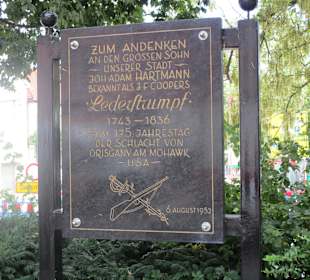 ZUM ANDENKEN
AN DEN GROSSEN SOHN
– UNSERER STADT –
JOH·ADAM HARTMANN
BEKANNT ALS J·F·COOPERS
„Lederstrumpf”
1743 – 1836
175. JAHRESTAG
DER SCHLACHT VON
ORISGANY AM MOHAWK
– USA –
6. AUGUST 1952